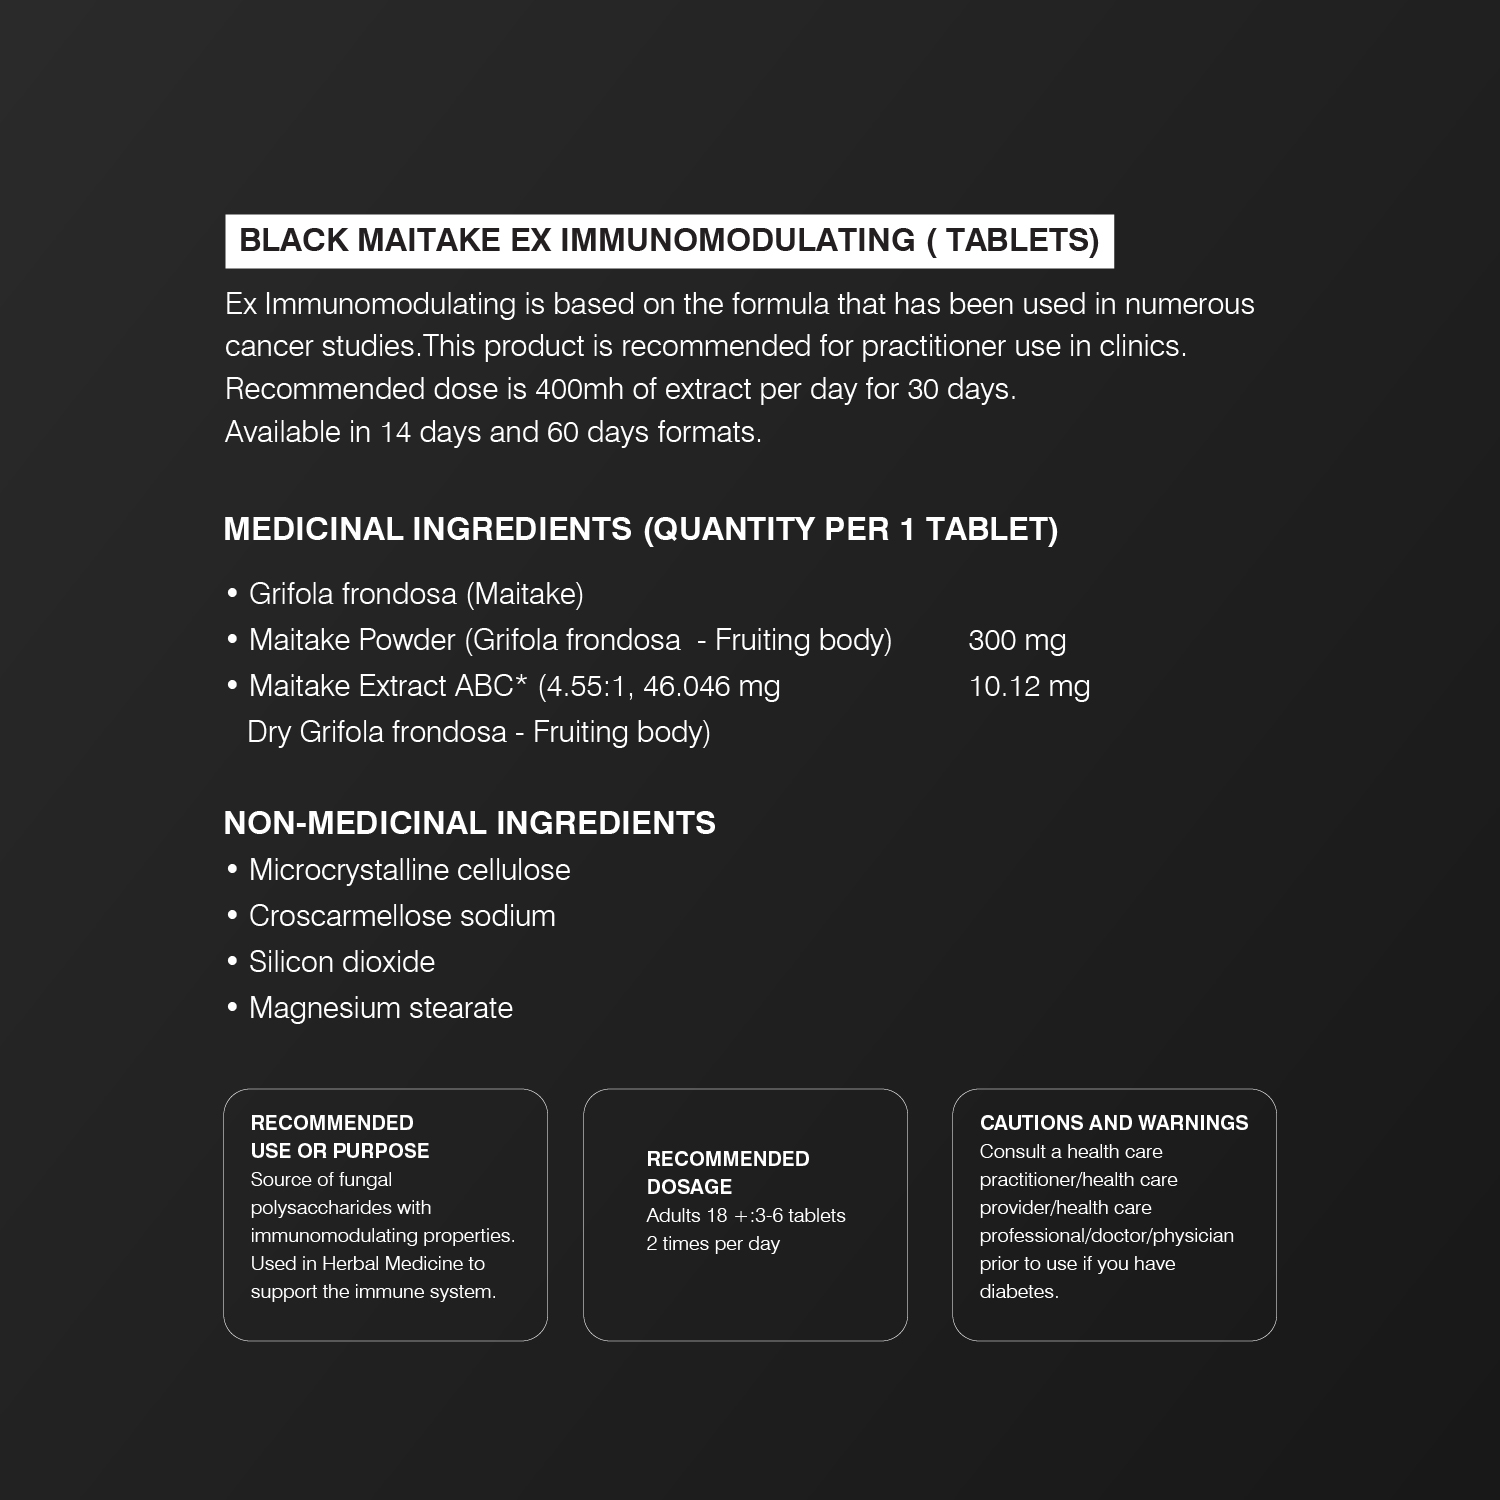 BLACK MAITAKE EX IMMUNOMODULATING ( TABLETS)
Ex Immunomodulating is based on the formula that has been used in numerous
cancer studies.This product is recommended for practitioner use in clinics.
Recommended dose is 400mh of extract per day for 30 days.
Available in 14 days and 60 days formats.
MEDICINAL INGREDIENTS (QUANTITY PER 1 TABLET)
• Grifola frondosa (Maitake)
• Maitake Powder (Grifola frondosa  - Fruiting body) 300 mg
• Maitake Extract ABC* (4.55:1, 46.046 mg 10.12 mg
Dry Grifola frondosa - Fruiting body)
NON-MEDICINAL INGREDIENTS
• Microcrystalline cellulose
• Croscarmellose sodium
• Silicon dioxide
• Magnesium stearate
RECOMMENDED
USE OR PURPOSE
Source of fungal
polysaccharides with
immunomodulating properties.
Used in Herbal Medicine to
support the immune system.
RECOMMENDED
DOSAGE
Adults 18 +:3-6 tablets
2 times per day
CAUTIONS AND WARNINGS
Consult a health care
practitioner/health care
provider/health care
professional/doctor/physician
prior to use if you have
diabetes.